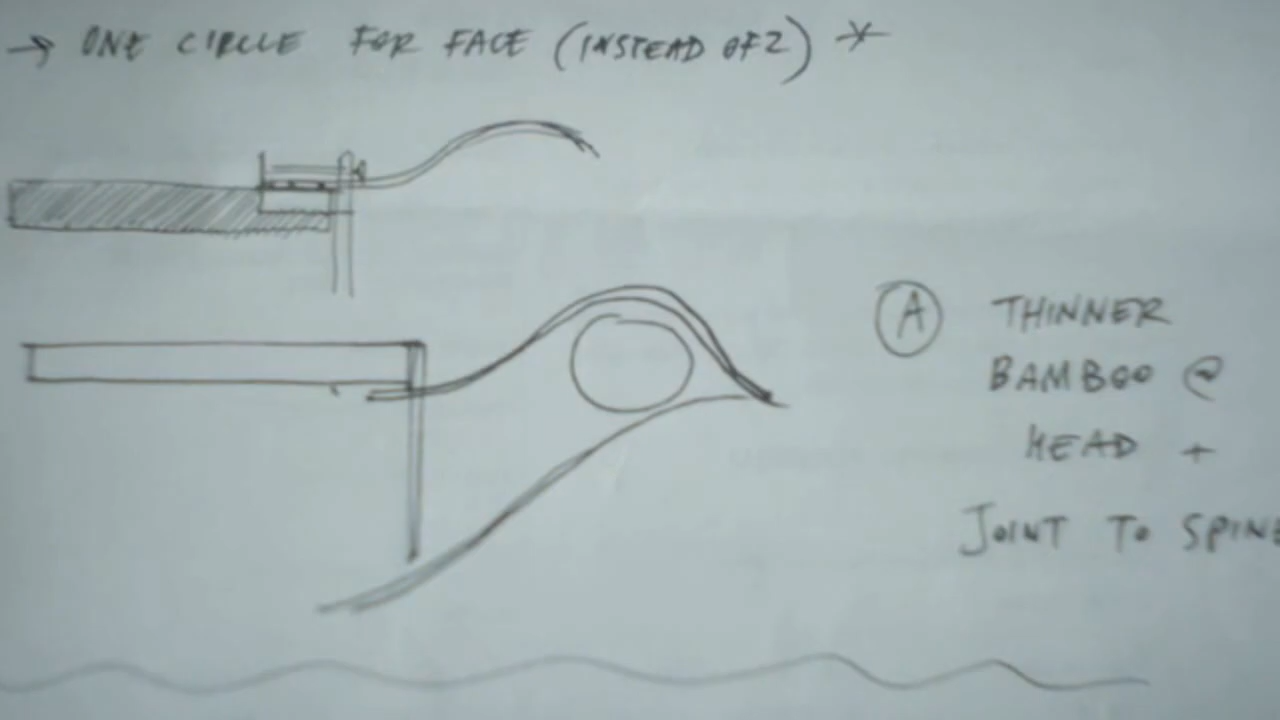 → ONE CIRCLE FOR FACE (INSTEAD OF 2) *
A THINNER
BAMBOO @
HEAD +
JOINT TO SPINE